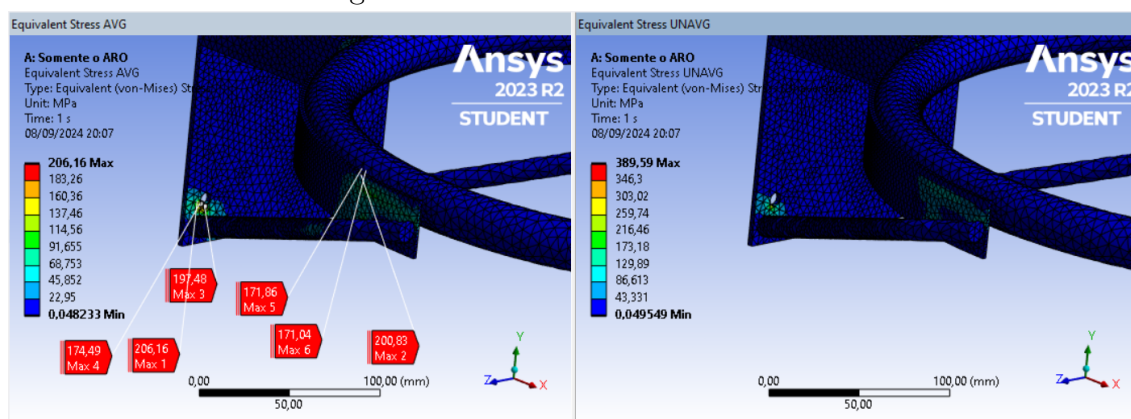 Equivalent Stress AVG
A: Somente o ARO
Equivalent Stress AVG
Type: Equivalent (von-Mises) St
Unit: MPa
Time: 1 s
08/09/2024 20:07
206,16 Max
183,26
160,36
137,46
114,56
91,655
68,753
45,852
22,95
0,048233 Min
Ansys
2023 R2
STUDENT
197,48
Max 3
171,86
Max 5
171,04
Max 6
200,83
Max 2
174,49
Max 4
206,16
Max 1
0,00
100,00 (mm)
50,00
Y
Z
X
Equivalent Stress UNAVG
A: Somente o ARO
Equivalent Stress UNAVG
Type: Equivalent (von-Mises)
Unit: MPa
Time: 1 s
08/09/2024 20:07
389,59 Max
346,3
303,02
259,74
216,46
173,18
129,89
86,613
43,331
0,049549 Min
Ansys
2023 R2
STUDENT
0,00
100,00 (mm)
50,00
Y
Z
X